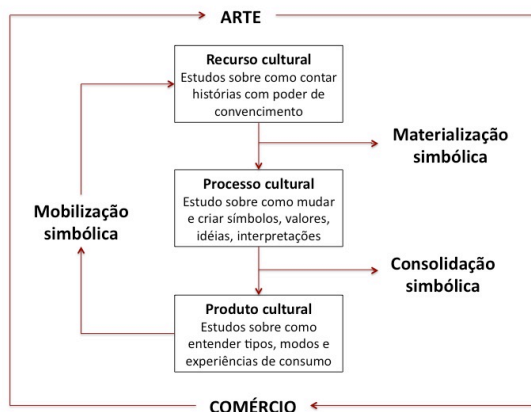 ARTE
Recurso cultural
Estudos sobre como contar
histórias com poder de
convencimento
Materialização
simbólica
Processo cultural
Estudo sobre como mudar
e criar símbolos, valores,
idéias, interpretações
Mobilização
simbólica
Consolidação
simbólica
Produto cultural
Estudos sobre como
entender tipos, modos e
experiências de consumo
COMÉRCIO